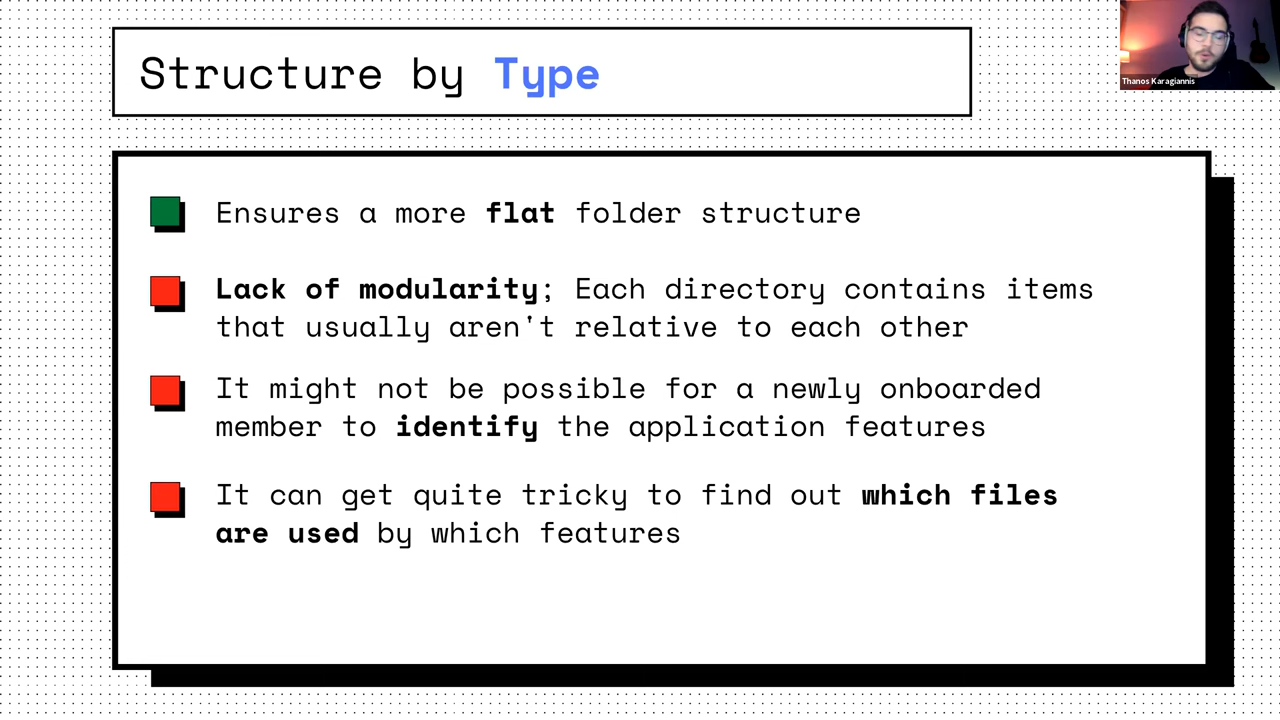 Structure by Type
Thanos Karagiannis
Ensures a more flat folder structure
Lack of modularity; Each directory contains items
that usually aren't relative to each other
It might not be possible for a newly onboarded
member to identify the application features
It can get quite tricky to find out which files
are used by which features